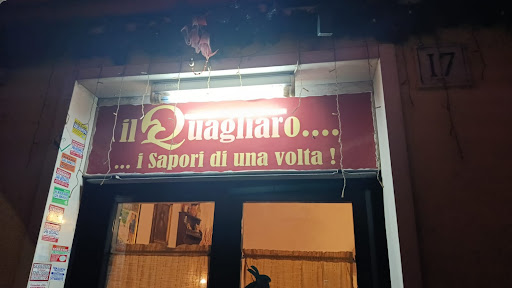 il Quagliaro....
... i Sapori di una volta !
17